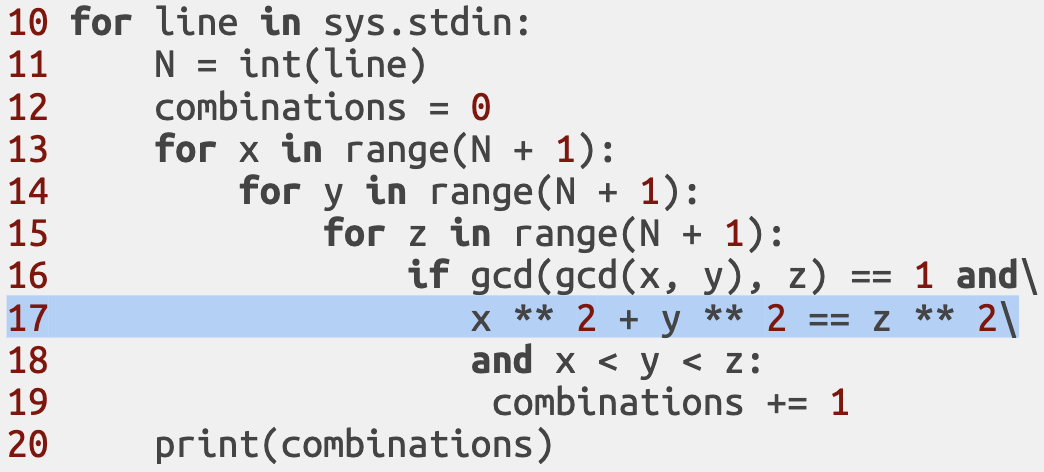 10 for line in sys.stdin:
11     N = int(line)
12     combinations = 0
13     for x in range(N + 1):
14         for y in range(N + 1):
15             for z in range(N + 1):
16                 if gcd(gcd(x, y), z) == 1 and\
17                    x ** 2 + y ** 2 == z ** 2\
18                    and x < y < z:
19                     combinations += 1
20     print(combinations)